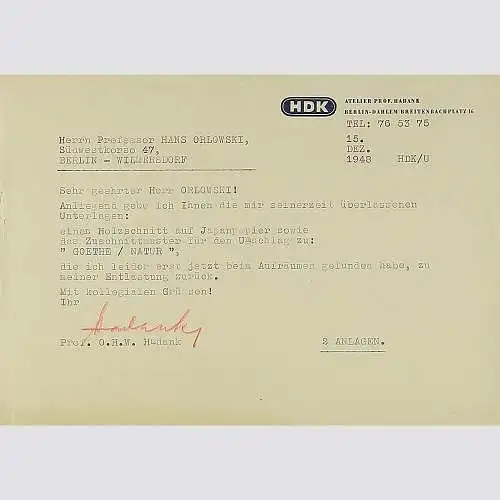 HDK
ATELIER PROF. HADANK
BERLIN-DAHLEM BREITENBACHPLATZ 16
TEL: 76 53 75
Herrn Professor HANS ORLOWSKI,
Südwestkorso 47,
BERLIN - WILMERSDORF
15.
DEZ.
1948 HDK/U
Sehr geehrter Herr ORLOWSKI!
Anliegend gebe ich Ihnen die mir seinerzeit überlassenen
Unterlagen:
einen Holzschnitt auf Japanpapier sowie
das Zuschnittmuster für den Umschlag zu:
" GOETHE / NATUR ",
die ich leider erst jetzt beim Aufräumen gefunden habe, zu
meiner Entlastung zurück.
Mit kollegialen Grüssen!
Ihr
Hadank
Prof. O.H.W. Hadank
2 ANLAGEN.